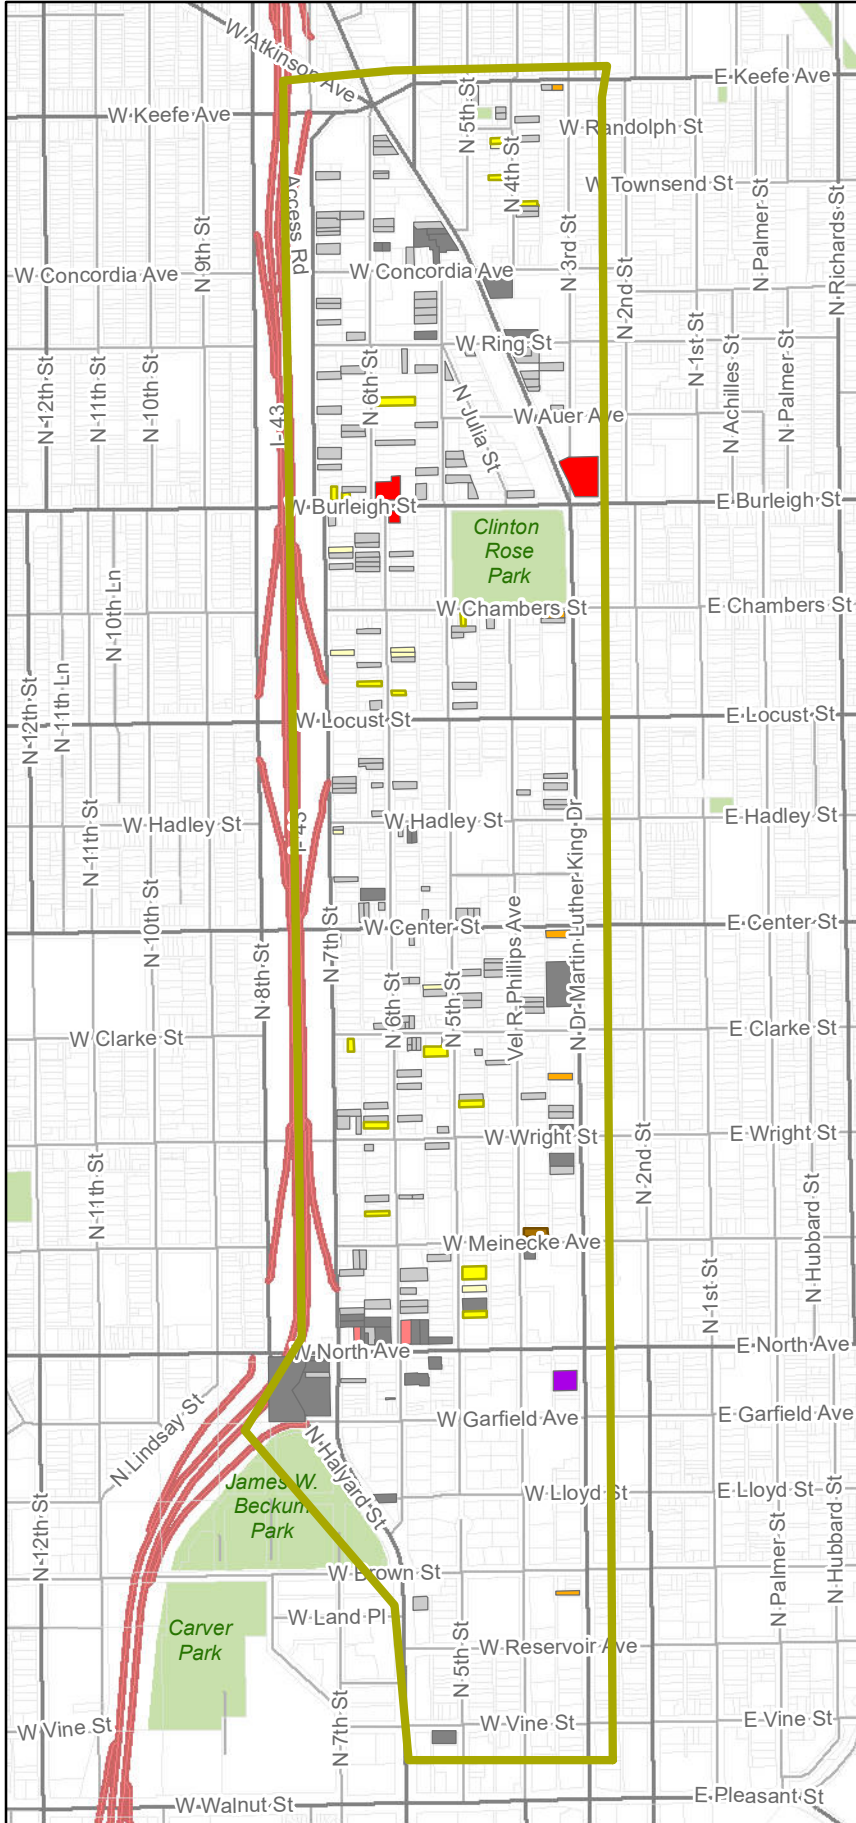 W Atkinson Ave
E Keefe Ave
W Keefe Ave
N 5th St
W Randolph St
N 4th St
W Townsend St
Access Rd
N 9th St
N 3rd St
N Palmer St
N Richards St
W Concordia Ave
W Concordia Ave
N 2nd St
W Ring St
N 1st St
N 12th St
N 11th St
N 10th St
N 6th St
N Julia St
N Achilles St
N Palmer St
I-43
W Auer Ave
W Burleigh St
E Burleigh St
Clinton
Rose
Park
N 10th Ln
W Chambers St
E Chambers St
N 12th St
N 11th Ln
W Locust St
E Locust St
I-43
W Hadley St
W Hadley St
E Hadley St
N 11th St
N 10th St
N Dr Martin Luther King Dr
W Center St
E Center St
N 8th St
N 7th St
Vel R Phillips Ave
N 6th St
N 5th St
W Clarke St
E Clarke St
W Wright St
E Wright St
N 11th St
N 2nd St
W Meinecke Ave
N Hubbard St
N 1st St
W North Ave
E North Ave
N Lindsay St
W Garfield Ave
E Garfield Ave
N Halyard St
James W.
Beckum
Park
W Lloyd St
E Lloyd St
N 12th St
N Palmer St
N Hubbard St
W Brown St
W Land Pl
Carver
Park
N 5th St
W Reservoir Ave
N 7th St
W Vine St
W Vine St
E Vine St
W Walnut St
E Pleasant St